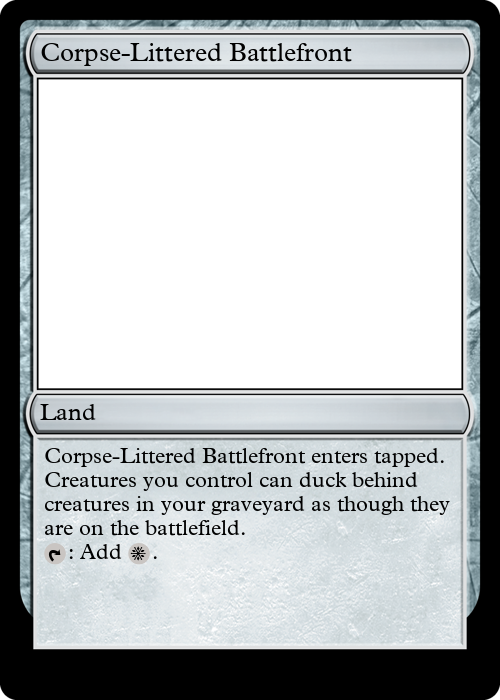 Corpse-Littered Battlefront
Land
Corpse-Littered Battlefront enters tapped.
Creatures you control can duck behind
creatures in your graveyard as though they
are on the battlefield.
: Add .